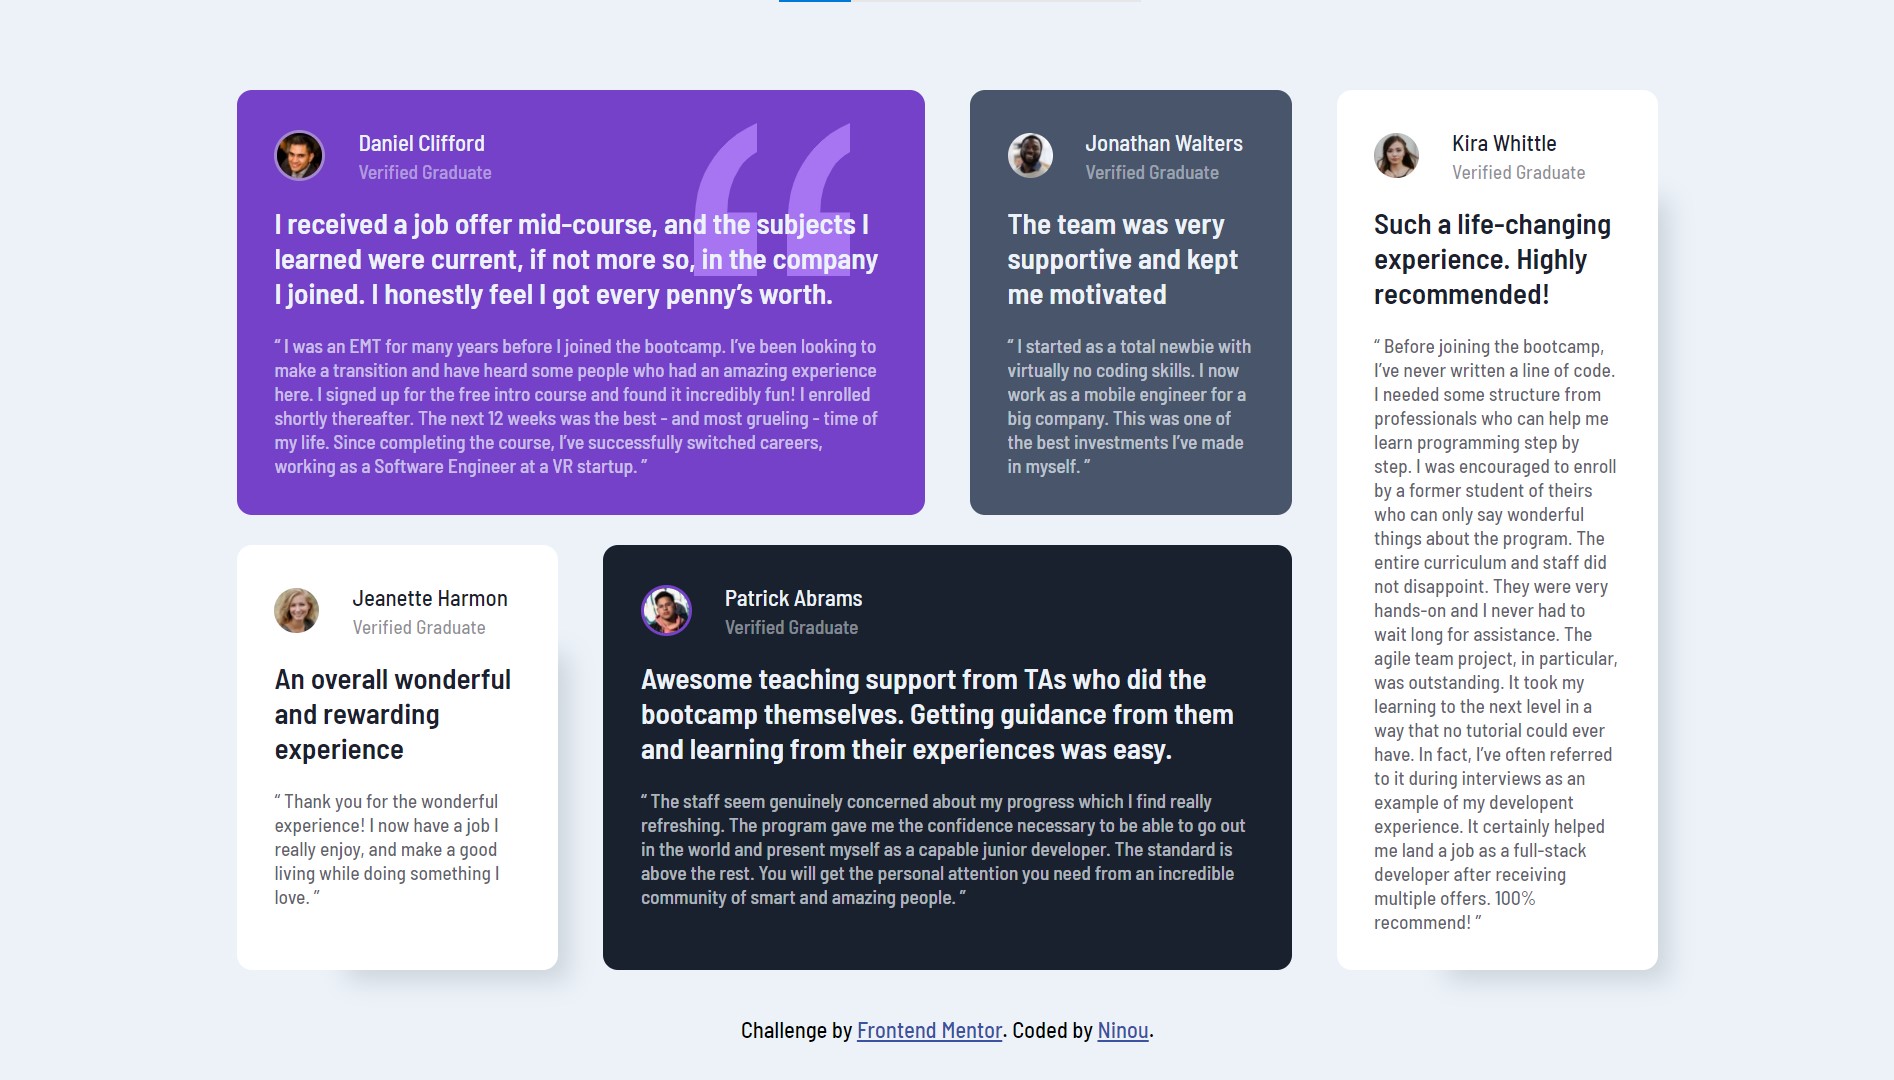 Daniel Clifford
Verified Graduate
I received a job offer mid-course, and the subjects I
learned were current, if not more so, in the company
I joined. I honestly feel I got every penny’s worth.
“ I was an EMT for many years before I joined the bootcamp. I’ve been looking to
make a transition and have heard some people who had an amazing experience
here. I signed up for the free intro course and found it incredibly fun! I enrolled
shortly thereafter. The next 12 weeks was the best - and most grueling - time of
my life. Since completing the course, I’ve successfully switched careers,
working as a Software Engineer at a VR startup. ”
Jonathan Walters
Verified Graduate
The team was very
supportive and kept
me motivated
“ I started as a total newbie with
virtually no coding skills. I now
work as a mobile engineer for a
big company. This was one of
the best investments I’ve made
in myself. ”
Kira Whittle
Verified Graduate
Such a life-changing
experience. Highly
recommended!
“ Before joining the bootcamp,
I’ve never written a line of code.
I needed some structure from
professionals who can help me
learn programming step by
step. I was encouraged to enroll
by a former student of theirs
who can only say wonderful
things about the program. The
entire curriculum and staff did
not disappoint. They were very
hands-on and I never had to
wait long for assistance. The
agile team project, in particular,
was outstanding. It took my
learning to the next level in a
way that no tutorial could ever
have. In fact, I’ve often referred
to it during interviews as an
example of my developent
experience. It certainly helped
me land a job as a full-stack
developer after receiving
multiple offers. 100%
recommend! ”
Jeanette Harmon
Verified Graduate
An overall wonderful
and rewarding
experience
“ Thank you for the wonderful
experience! I now have a job I
really enjoy, and make a good
living while doing something I
love. ”
Patrick Abrams
Verified Graduate
Awesome teaching support from TAs who did the
bootcamp themselves. Getting guidance from them
and learning from their experiences was easy.
“ The staff seem genuinely concerned about my progress which I find really
refreshing. The program gave me the confidence necessary to be able to go out
in the world and present myself as a capable junior developer. The standard is
above the rest. You will get the personal attention you need from an incredible
community of smart and amazing people. ”
Challenge by Frontend Mentor. Coded by Ninou.